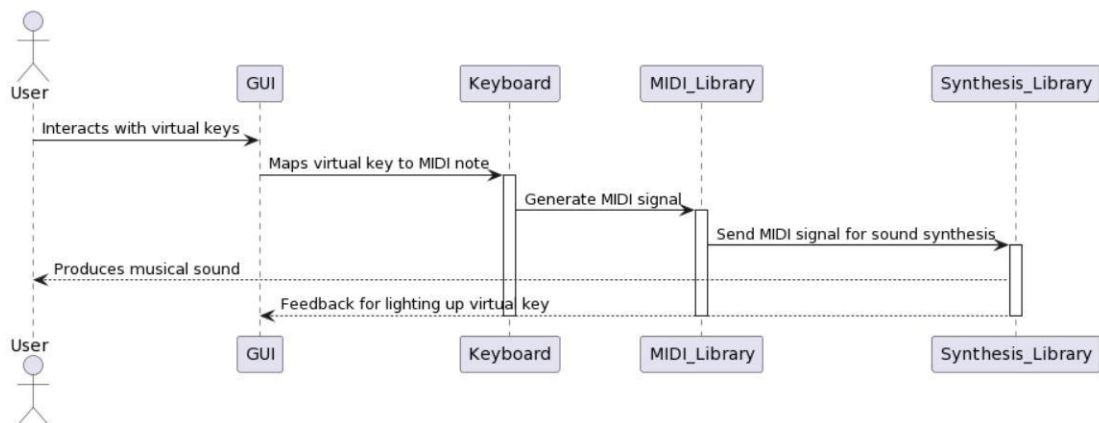 User
GUI
Keyboard
MIDI_Library
Synthesis_Library
Interacts with virtual keys
Maps virtual key to MIDI note
Generate MIDI signal
Send MIDI signal for sound synthesis
Produces musical sound
Feedback for lighting up virtual key
User
GUI
Keyboard
MIDI_Library
Synthesis_Library